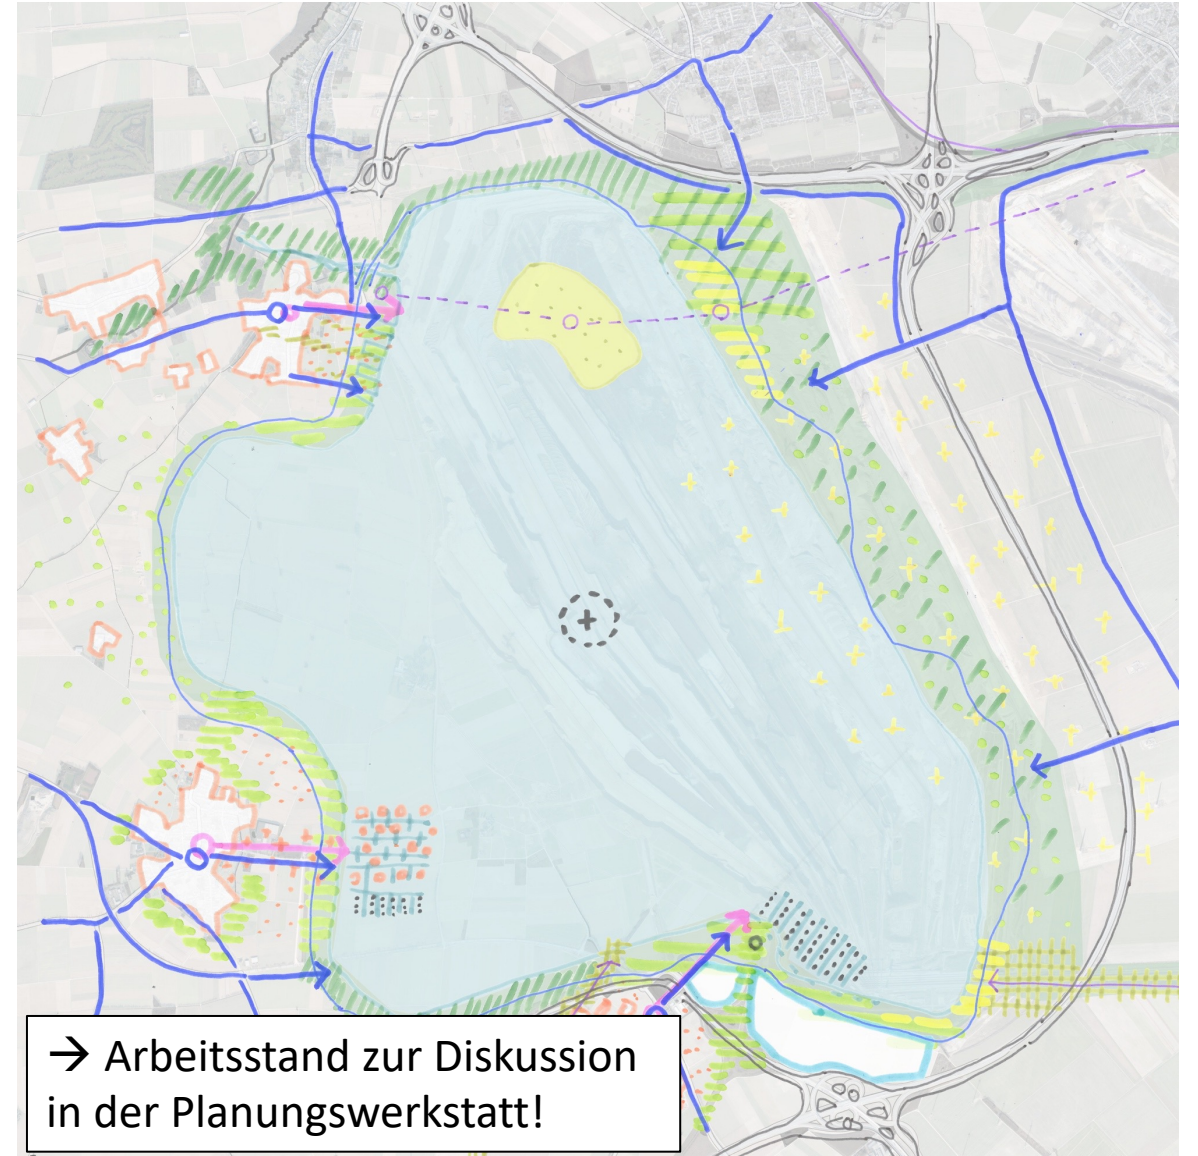 → Arbeitsstand zur Diskussion
in der Planungswerkstatt!